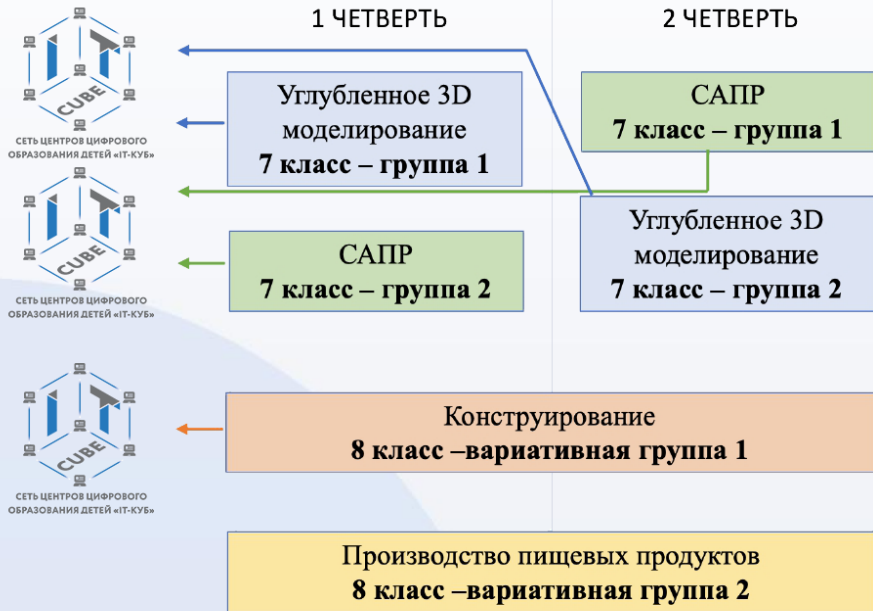 1 ЧЕТВЕРТЬ
2 ЧЕТВЕРТЬ
IT
CUBE
СЕТЬ ЦЕНТРОВ ЦИФРОВОГО
ОБРАЗОВАНИЯ ДЕТЕЙ «IT-КУБ»
Углубленное 3D
моделирование
7 класс – группа 1
САПР
7 класс – группа 1
IT
CUBE
СЕТЬ ЦЕНТРОВ ЦИФРОВОГО
ОБРАЗОВАНИЯ ДЕТЕЙ «IT-КУБ»
САПР
7 класс – группа 2
Углубленное 3D
моделирование
7 класс – группа 2
IT
CUBE
СЕТЬ ЦЕНТРОВ ЦИФРОВОГО
ОБРАЗОВАНИЯ ДЕТЕЙ «IT-КУБ»
Конструирование
8 класс –вариативная группа 1
Производство пищевых продуктов
8 класс –вариативная группа 2